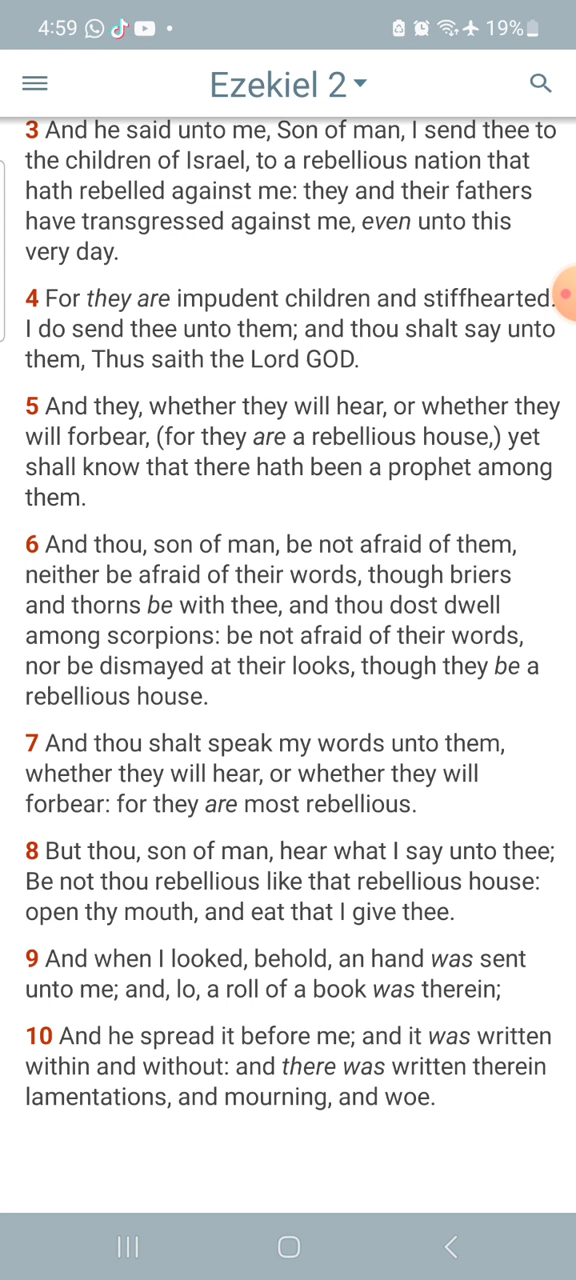 4:59
19%
Ezekiel 2
3 And he said unto me, Son of man, I send thee to
the children of Israel, to a rebellious nation that
hath rebelled against me: they and their fathers
have transgressed against me, even unto this
very day.
4 For they are impudent children and stiffhearted.
I do send thee unto them; and thou shalt say unto
them, Thus saith the Lord GOD.
5 And they, whether they will hear, or whether they
will forbear, (for they are a rebellious house,) yet
shall know that there hath been a prophet among
them.
6 And thou, son of man, be not afraid of them,
neither be afraid of their words, though briers
and thorns be with thee, and thou dost dwell
among scorpions: be not afraid of their words,
nor be dismayed at their looks, though they be a
rebellious house.
7 And thou shalt speak my words unto them,
whether they will hear, or whether they will
forbear: for they are most rebellious.
8 But thou, son of man, hear what I say unto thee;
Be not thou rebellious like that rebellious house:
open thy mouth, and eat that I give thee.
9 And when I looked, behold, an hand was sent
unto me; and, lo, a roll of a book was therein;
10 And he spread it before me; and it was written
within and without: and there was written therein
lamentations, and mourning, and woe.